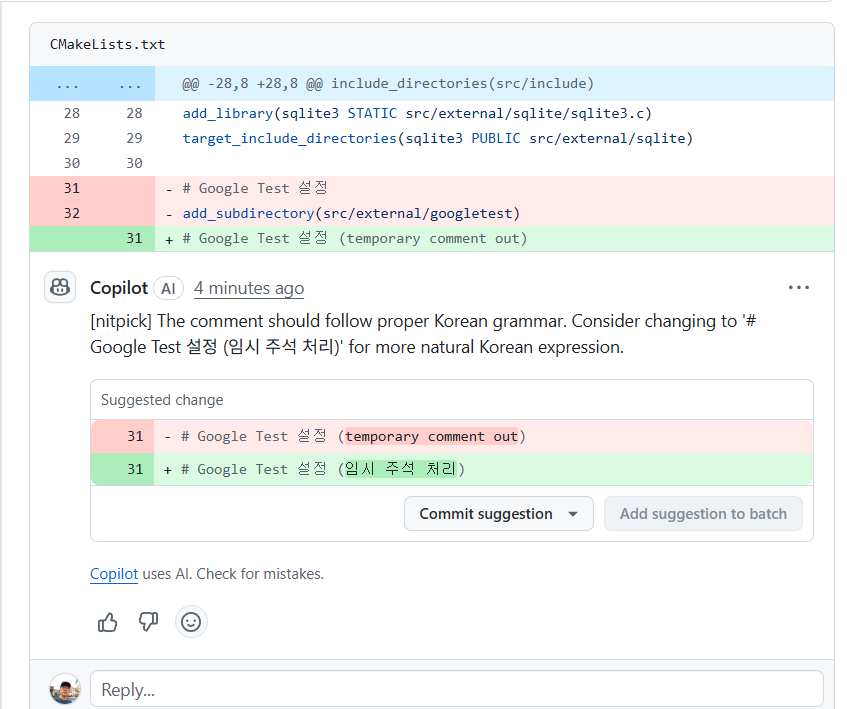 CMakeLists.txt
... ... @@ -28,8 +28,8 @@ include_directories(src/include)
28 28 add_library(sqlite3 STATIC src/external/sqlite/sqlite3.c)
29 29 target_include_directories(sqlite3 PUBLIC src/external/sqlite)
30 30
31 - # Google Test 설정
32 - add_subdirectory(src/external/googletest)
31 + # Google Test 설정 (temporary comment out)
Copilot AI 4 minutes ago ...
[nitpick] The comment should follow proper Korean grammar. Consider changing to '#
Google Test 설정 (임시 주석 처리)' for more natural Korean expression.
Suggested change
31 - # Google Test 설정 (temporary comment out)
31 + # Google Test 설정 (임시 주석 처리)
Commit suggestion Add suggestion to batch
Copilot uses AI. Check for mistakes.
Reply...